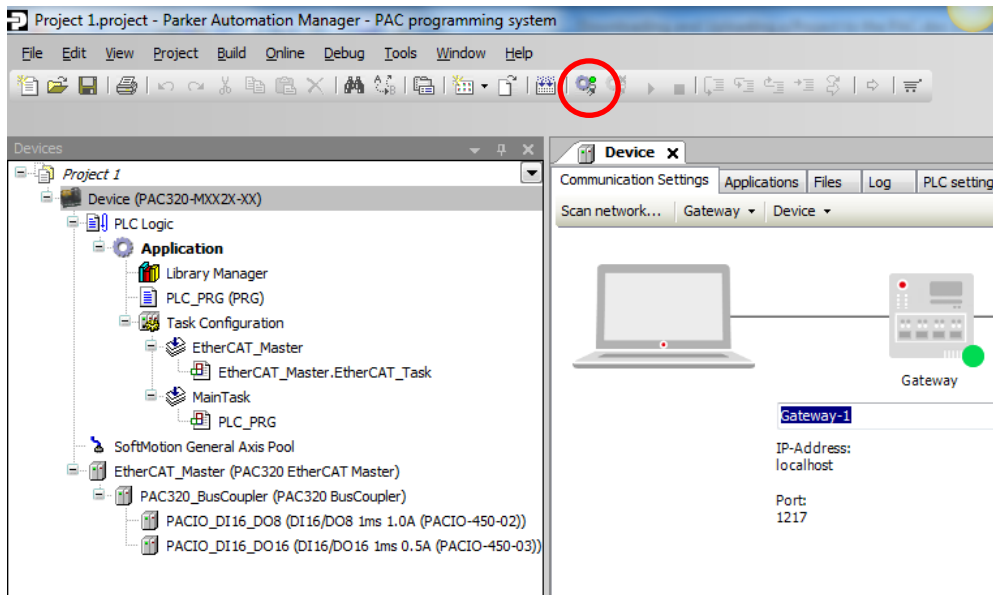 Project 1.project - Parker Automation Manager - PAC programming system
File Edit View Project Build Online Debug Tools Window Help
Devices
Project 1
Device (PAC320-MXX2X-XX)
PLC Logic
Application
Library Manager
PLC_PRG (PRG)
Task Configuration
EtherCAT_Master
EtherCAT_Master.EtherCAT_Task
MainTask
PLC_PRG
SoftMotion General Axis Pool
EtherCAT_Master (PAC320 EtherCAT Master)
PAC320_BusCoupler (PAC320 BusCoupler)
PACIO_DI16_DO8 (DI16/DO8 1ms 1.0A (PACIO-450-02))
PACIO_DI16_DO16 (DI16/DO16 1ms 0.5A (PACIO-450-03))
Device
Communication Settings Applications Files Log PLC setting
Scan network... Gateway Device
Gateway
Gateway-1
IP-Address:
localhost
Port:
1217